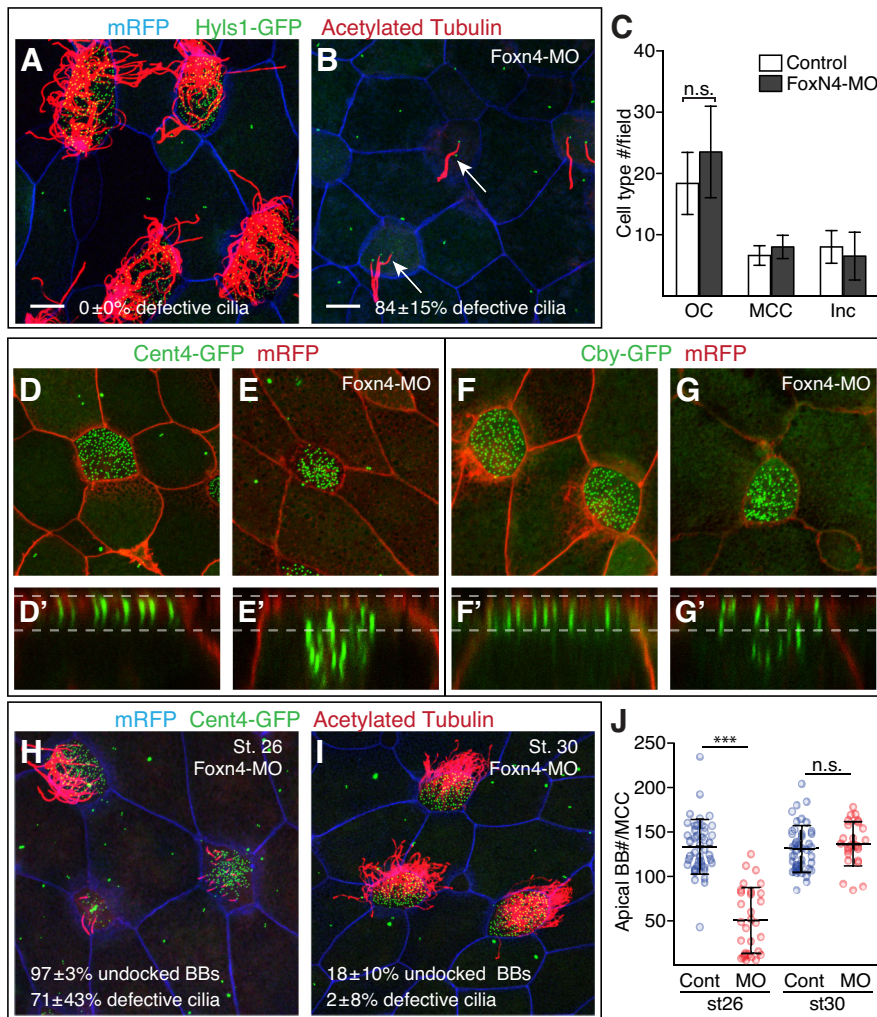 mRFP Hyls1-GFP Acetylated Tubulin
A
0±0% defective cilia
B
Foxn4-MO
84±15% defective cilia
C
Cell type #/field
40
30
20
10
Control
FoxN4-MO
n.s.
OC MCC Inc
Cent4-GFP mRFP
D
E
Foxn4-MO
D'
E'
Cby-GFP mRFP
F
G
Foxn4-MO
F'
G'
mRFP Cent4-GFP Acetylated Tubulin
H
St. 26
Foxn4-MO
97±3% undocked BBs
71±43% defective cilia
I
St. 30
Foxn4-MO
18±10% undocked BBs
2±8% defective cilia
J
Apical BB#/MCC
250
200
150
100
50
***
n.s.
Cont MO Cont MO
st26 st30